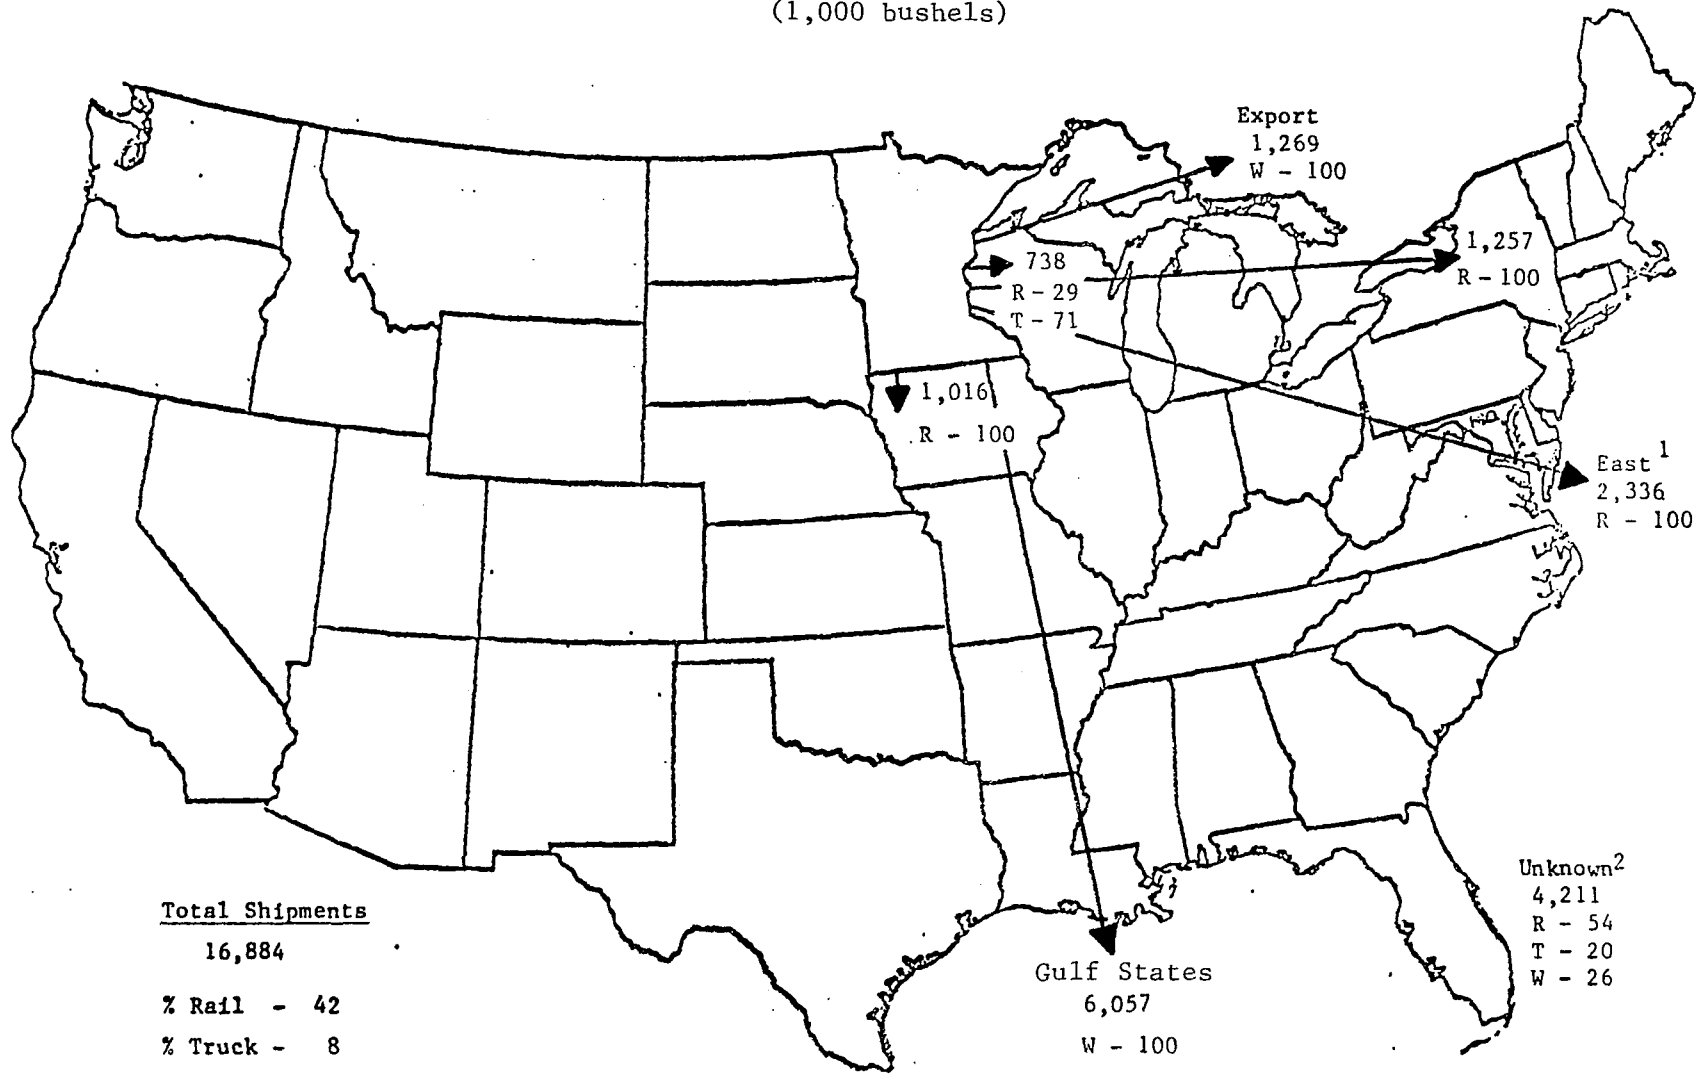 (1,000 bushels)
Export
1,269
W - 100
1,257
R - 100
738
R - 29
T - 71
1,016
R - 100
East 1
2,336
R - 100
Unknown2
4,211
R - 54
T - 20
W - 26
Total Shipments
16,884
% Rail - 42
% Truck - 8
Gulf States
6,057
W - 100